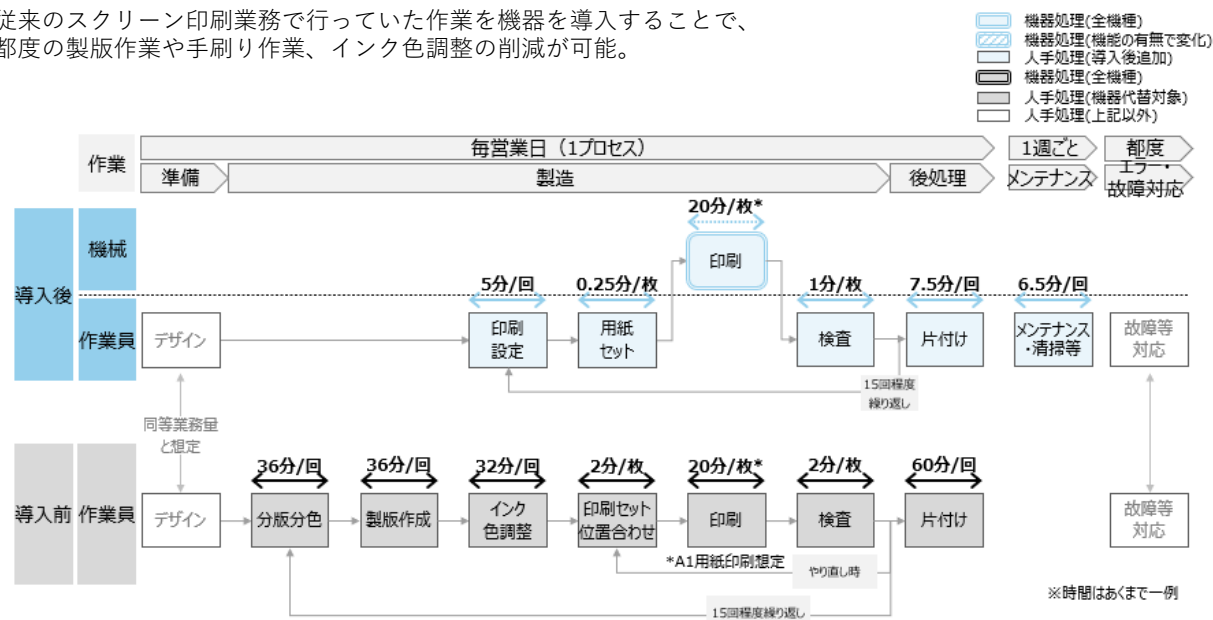 従来のスクリーン印刷業務で行っていた作業を機器を導入することで、
都度の製版作業や手刷り作業、インク色調整の削減が可能。
機器処理(全機種)
機器処理(機能の有無で変化)
人手処理(導入後追加)
機器処理(全機種)
人手処理(機器代替対象)
人手処理(上記以外)
作業
毎営業日（1プロセス）
1週ごと
都度
準備
製造
後処理
メンテナンス
エラー・
故障対応
導入後
機械
20分/枚*
印刷
作業員
5分/回
0.25分/枚
1分/枚
7.5分/回
6.5分/回
デザイン
印刷
設定
用紙
セット
検査
片付け
メンテナンス
・清掃等
故障等
対応
15回程度
繰り返し
同等業務量
と想定
導入前
作業員
36分/回
36分/回
32分/回
2分/枚
20分/枚*
2分/枚
60分/回
デザイン
分版分色
製版作成
インク
色調整
印刷セット
位置合わせ
印刷
検査
片付け
故障等
対応
*A1用紙印刷想定
やり直し時
15回程度繰り返し
※時間はあくまで一例